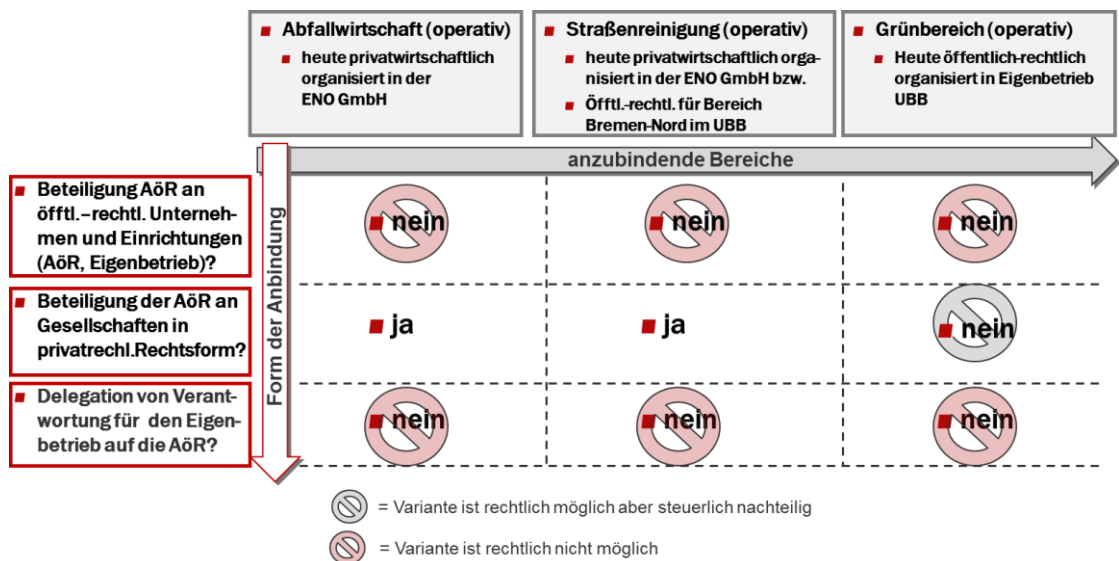 Abfallwirtschaft (operativ)
heute privatwirtschaftlich
organisiert in der
ENO GmbH
Straßenreinigung (operativ)
heute privatwirtschaftlich orga-
nisiert in der ENO GmbH bzw.
Öfftl.-rechtl. für Bereich
Bremen-Nord im UBB
Grünbereich (operativ)
Heute öffentlich-rechtlich
organisiert in Eigenbetrieb
UBB
anzubindende Bereiche
Form der Anbindung
Beteiligung AöR an
öfftl.–rechtl. Unterneh-
men und Einrichtungen
(AöR, Eigenbetrieb)?
nein
nein
nein
Beteiligung der AöR an
Gesellschaften in
privatrechl.Rechtsform?
ja
ja
nein
Delegation von Verant-
wortung für den Eigen-
betrieb auf die AöR?
nein
nein
nein
= Variante ist rechtlich möglich aber steuerlich nachteilig
= Variante ist rechtlich nicht möglich